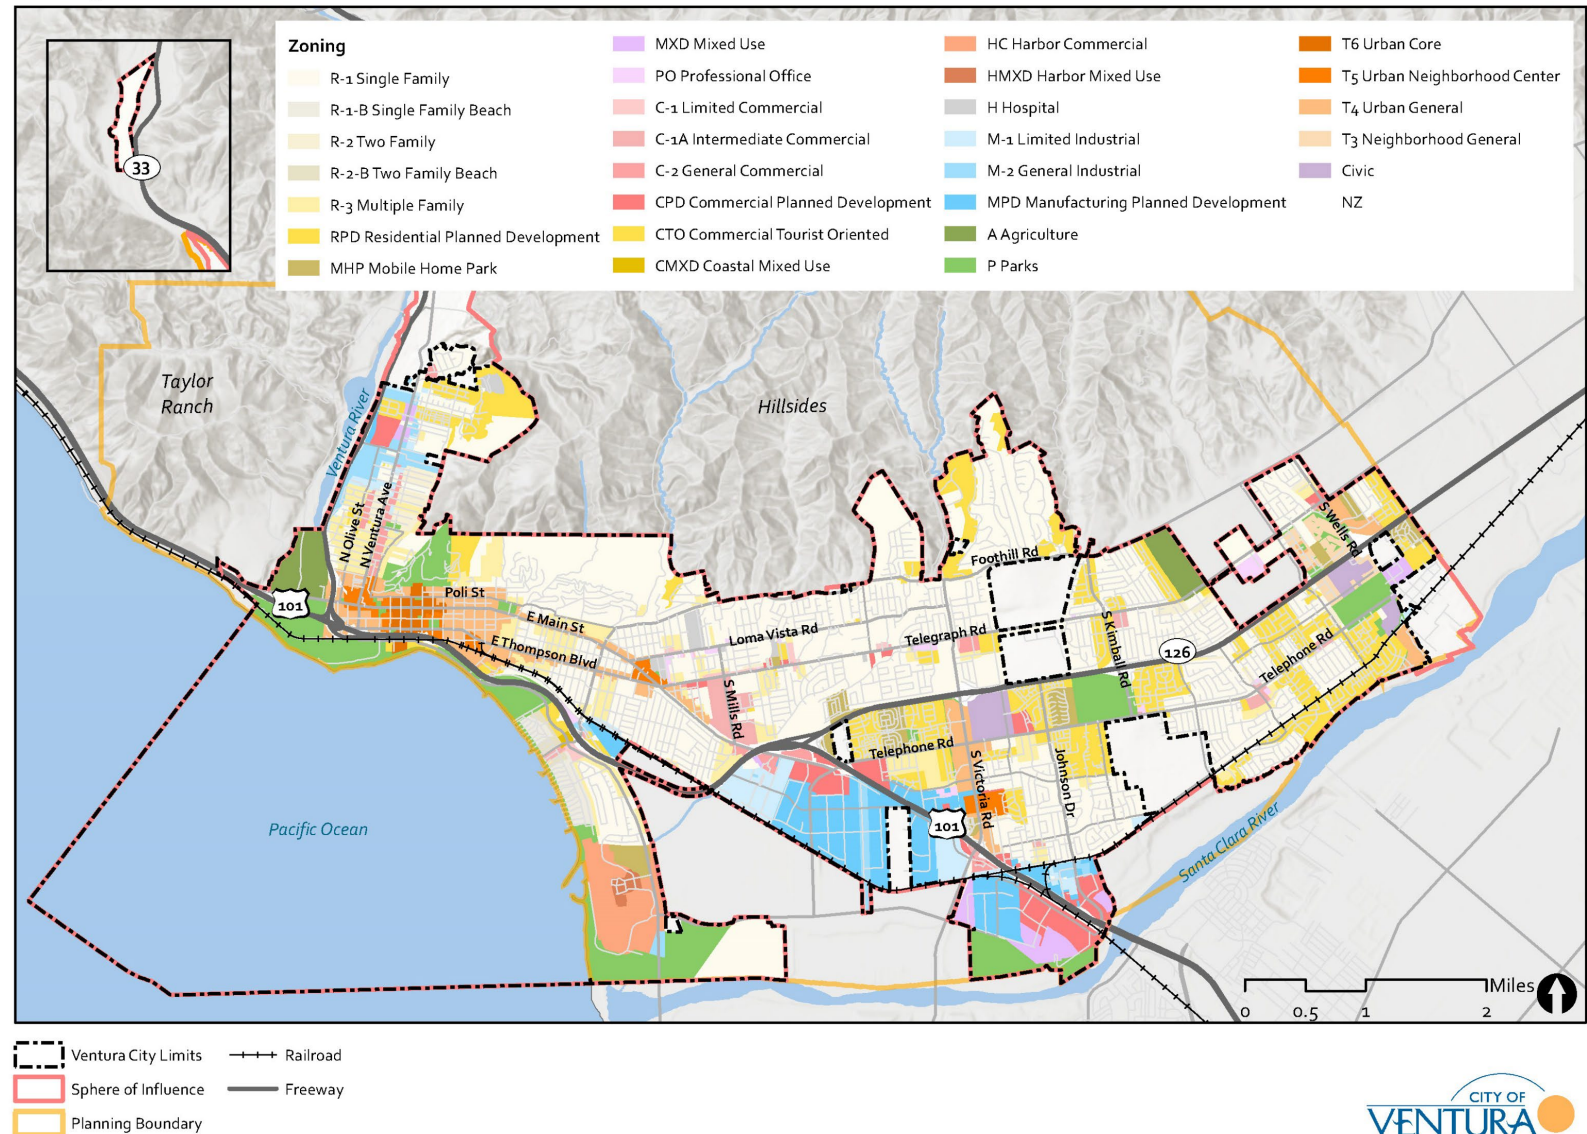 Zoning
R-1 Single Family
R-1-B Single Family Beach
R-2 Two Family
R-2-B Two Family Beach
R-3 Multiple Family
RPD Residential Planned Development
MHP Mobile Home Park
MXD Mixed Use
PO Professional Office
C-1 Limited Commercial
C-1A Intermediate Commercial
C-2 General Commercial
CPD Commercial Planned Development
CTO Commercial Tourist Oriented
CMXD Coastal Mixed Use
HC Harbor Commercial
HMXD Harbor Mixed Use
H Hospital
M-1 Limited Industrial
M-2 General Industrial
MPD Manufacturing Planned Development
A Agriculture
P Parks
T6 Urban Core
T5 Urban Neighborhood Center
T4 Urban General
T3 Neighborhood General
Civic
NZ
33
Taylor
Ranch
Ventura River
Hillsides
N Olive St
N Ventura Ave
S Wells Rd
Foothill Rd
101
Poli St
E Main St
Loma Vista Rd
Telegraph Rd
S Kimball Rd
126
E Thompson Blvd
Telephone Rd
S Mills Rd
Telephone Rd
S Victoria Rd
Johnson Dr
101
Pacific Ocean
Santa Clara River
Miles
0 0.5 1 2
Ventura City Limits
Railroad
Sphere of Influence
Freeway
Planning Boundary
CITY OF
VENTURA